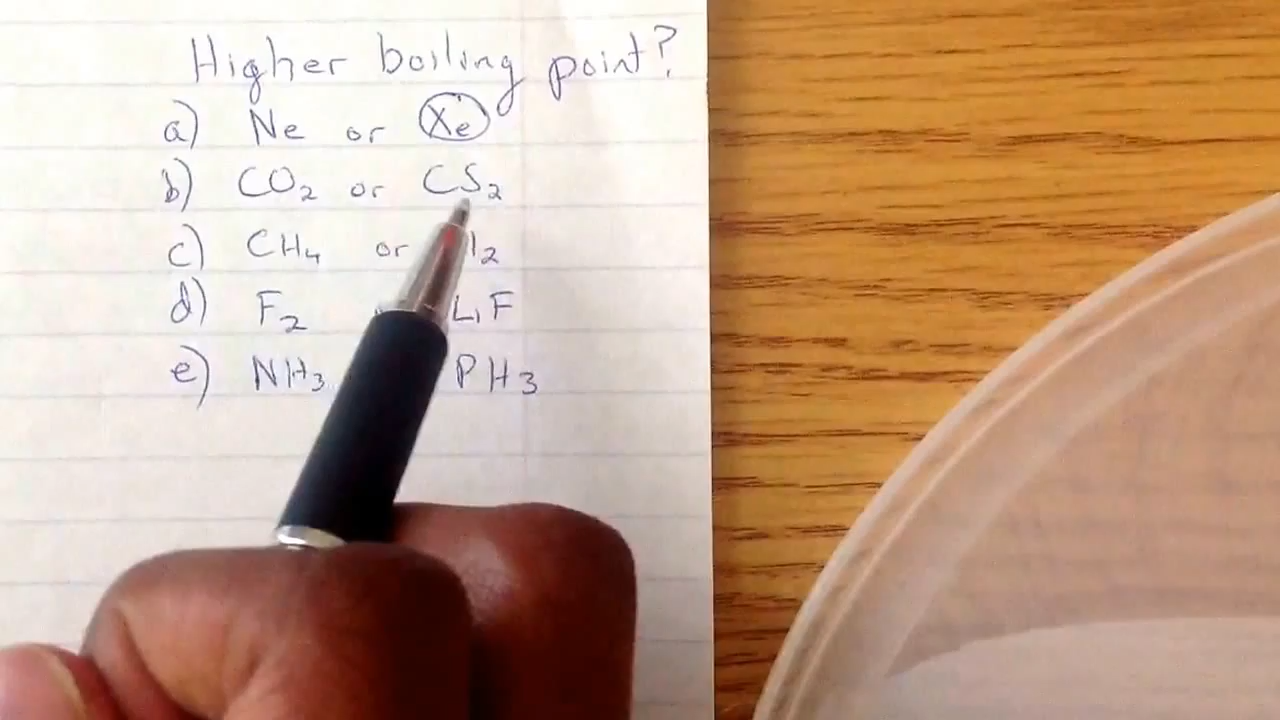 Higher boiling point?
a) Ne or Xe
b) CO₂ or CS₂
c) CH₄ or
d) F₂ LiF
e) NH₃ PH₃